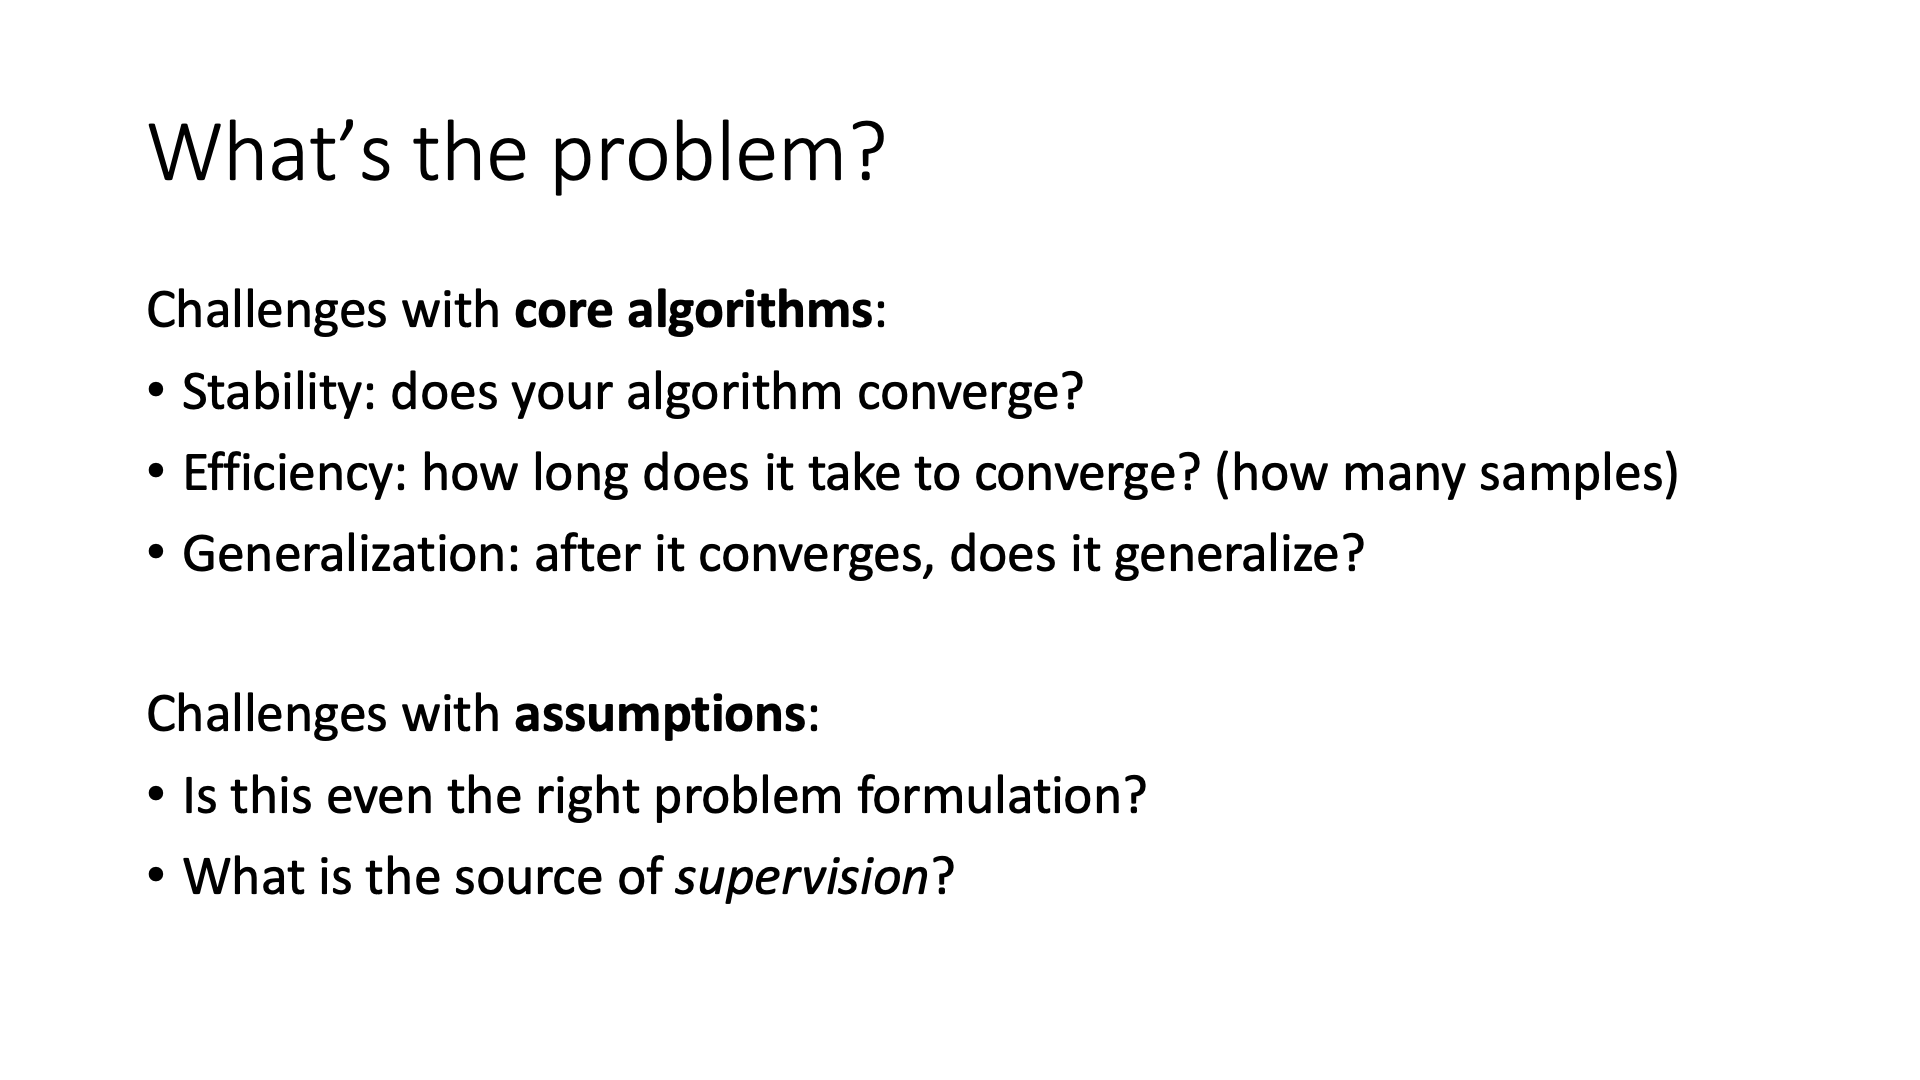 What’s the problem?
Challenges with core algorithms:
• Stability: does your algorithm converge?
• Efficiency: how long does it take to converge? (how many samples)
• Generalization: after it converges, does it generalize?
Challenges with assumptions:
• Is this even the right problem formulation?
• What is the source of supervision?